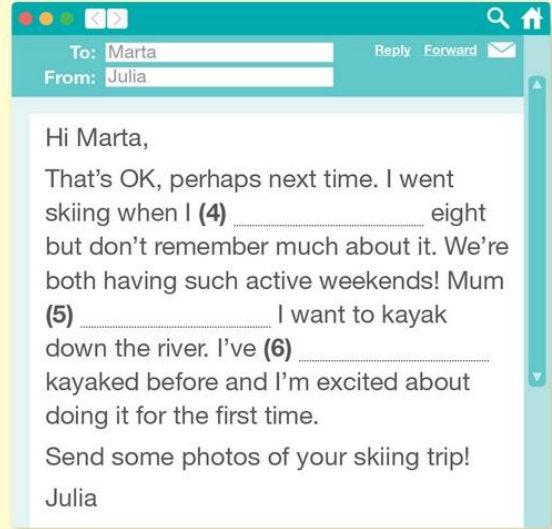 To: Marta
Reply Forward
From: Julia
Hi Marta,
That's OK, perhaps next time. I went
skiing when I (4) ______ eight
but don't remember much about it. We're
both having such active weekends! Mum
(5) ______ I want to kayak
down the river. I've (6) ______
kayaked before and I'm excited about
doing it for the first time.
Send some photos of your skiing trip!
Julia